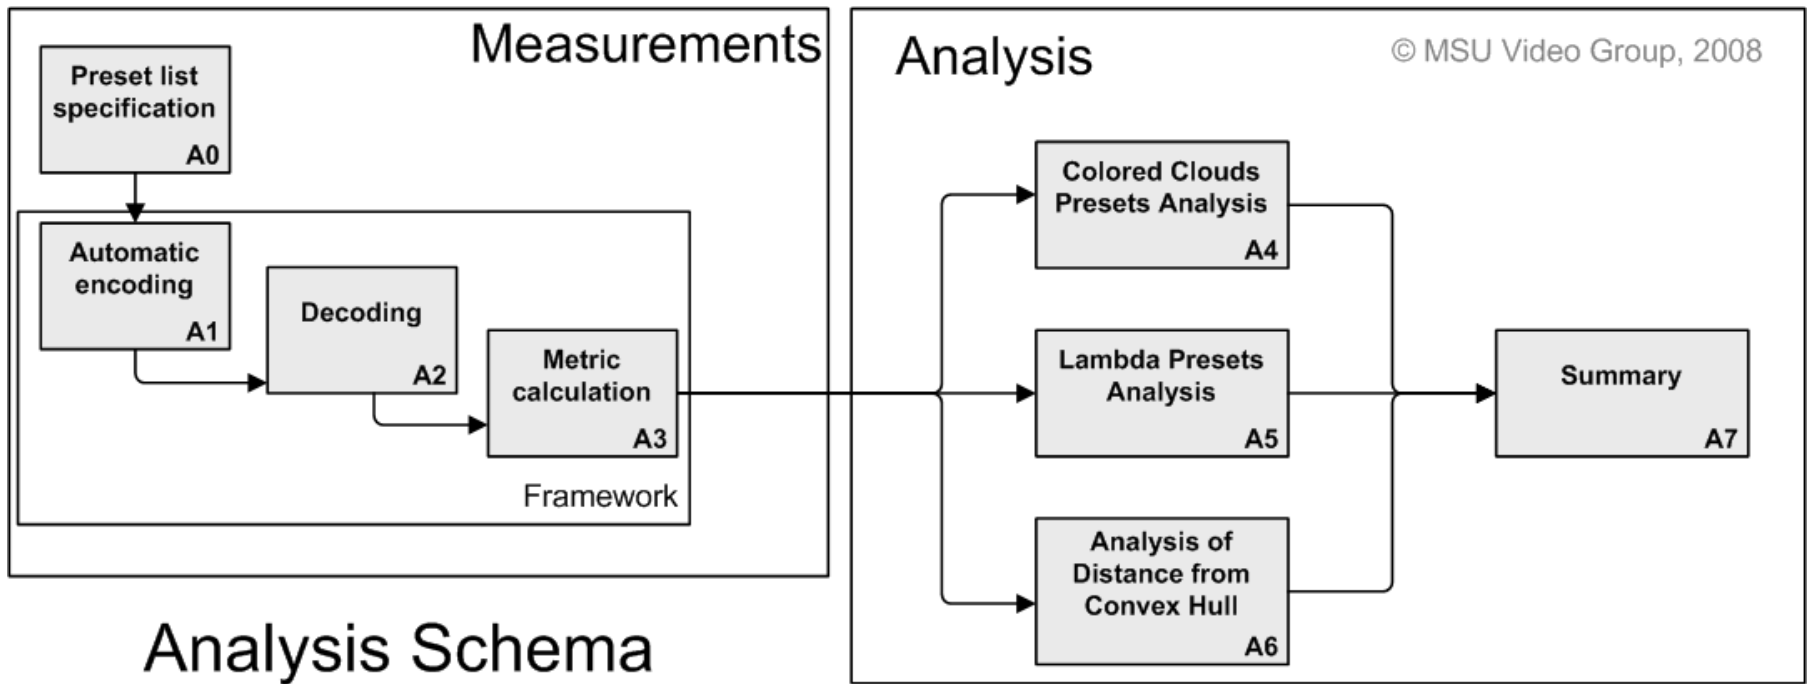 Measurements
Preset list
specification
A0
Automatic
encoding
A1
Decoding
A2
Metric
calculation
A3
Framework
Analysis Schema
Analysis
© MSU Video Group, 2008
Colored Clouds
Presets Analysis
A4
Lambda Presets
Analysis
A5
Analysis of
Distance from
Convex Hull
A6
Summary
A7